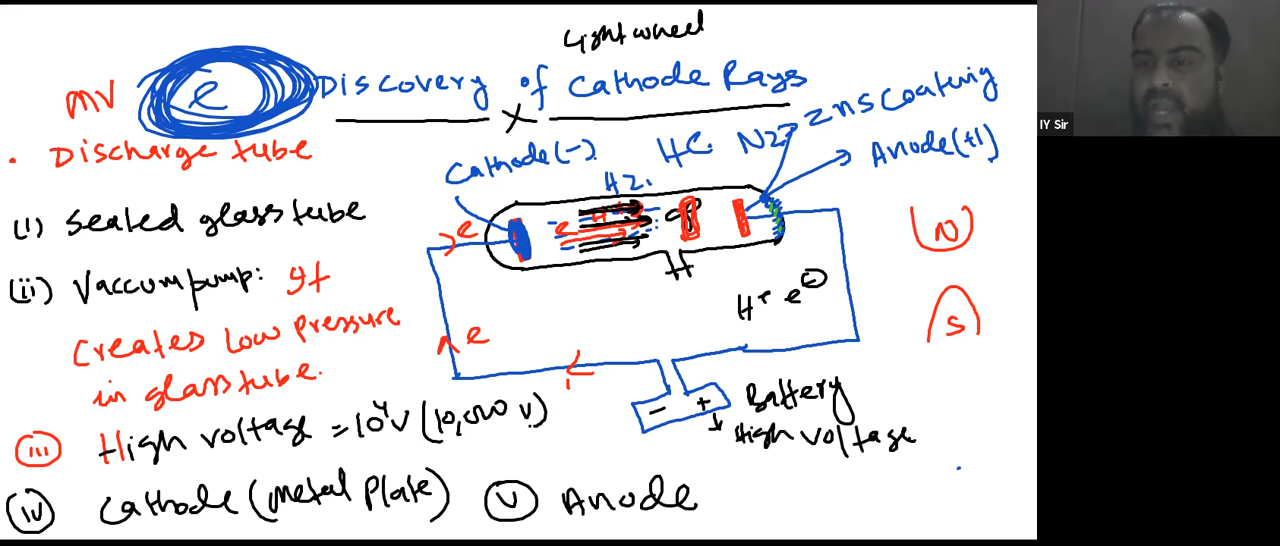 Light wheel
mv e Discovery of Cathode Rays
zns Coating
. Discharge tube
Cathode(-). H2. HC. N2
Anode(+)
IY Sir
(i) Sealed glass tube
e e H
N
(ii) Vaccum pump: It
Creates Low Pressure
in glass tube.
H+ e-
S
e
- +
Battery
High voltage
(iii) High voltage = 10^4 v (10,000 v)
(iv) Cathode (metal Plate) (v) Anode